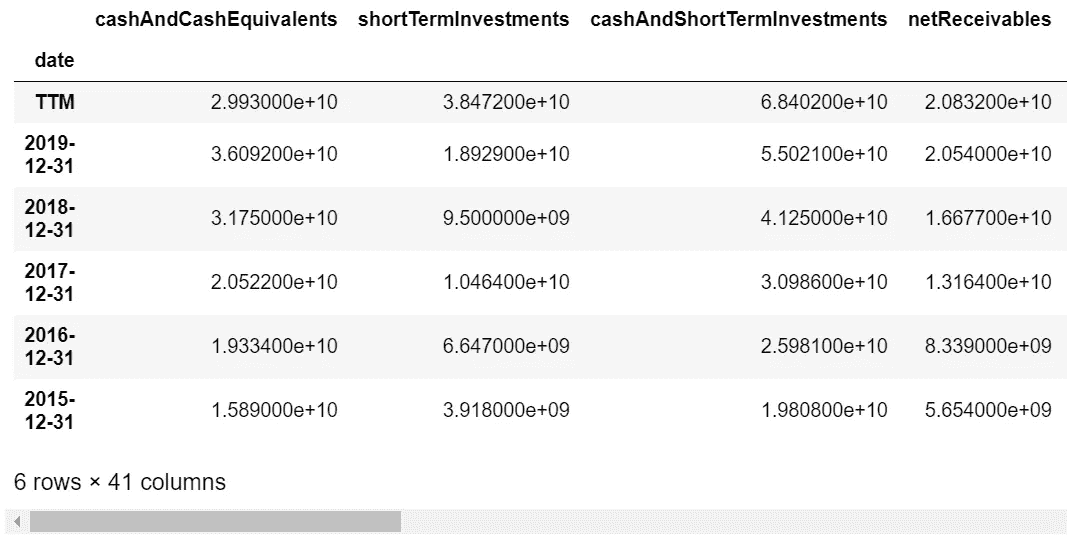 cashAndCashEquivalents shortTermInvestments cashAndShortTermInvestments netReceivables
date
TTM 2.993000e+10 3.847200e+10 6.840200e+10 2.083200e+10
2019-
12-31 3.609200e+10 1.892900e+10 5.502100e+10 2.054000e+10
2018-
12-31 3.175000e+10 9.500000e+09 4.125000e+10 1.667700e+10
2017-
12-31 2.052200e+10 1.046400e+10 3.098600e+10 1.316400e+10
2016-
12-31 1.933400e+10 6.647000e+09 2.598100e+10 8.339000e+09
2015-
12-31 1.589000e+10 3.918000e+09 1.980800e+10 5.654000e+09
6 rows × 41 columns